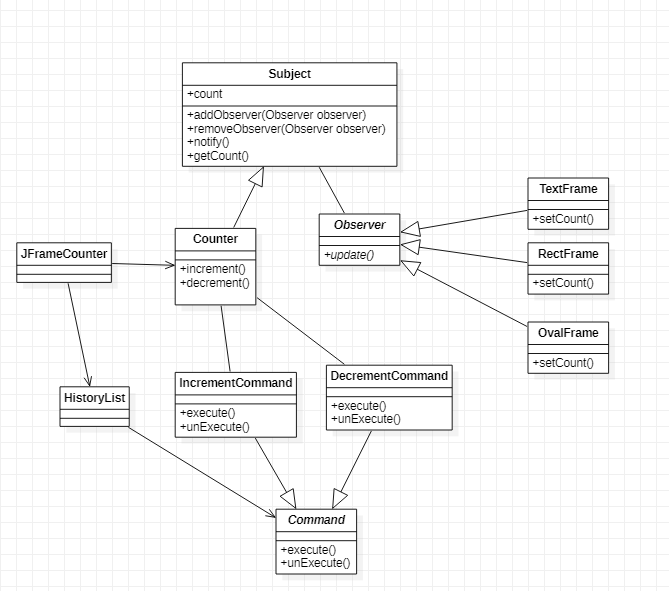 Subject
+count
+addObserver(Observer observer)
+removeObserver(Observer observer)
+notify()
+getCount()
TextFrame
+setCount()
Observer
+update()
Counter
+increment()
+decrement()
JFrameCounter
RectFrame
+setCount()
OvalFrame
+setCount()
IncrementCommand
+execute()
+unExecute()
DecrementCommand
+execute()
+unExecute()
HistoryList
Command
+execute()
+unExecute()